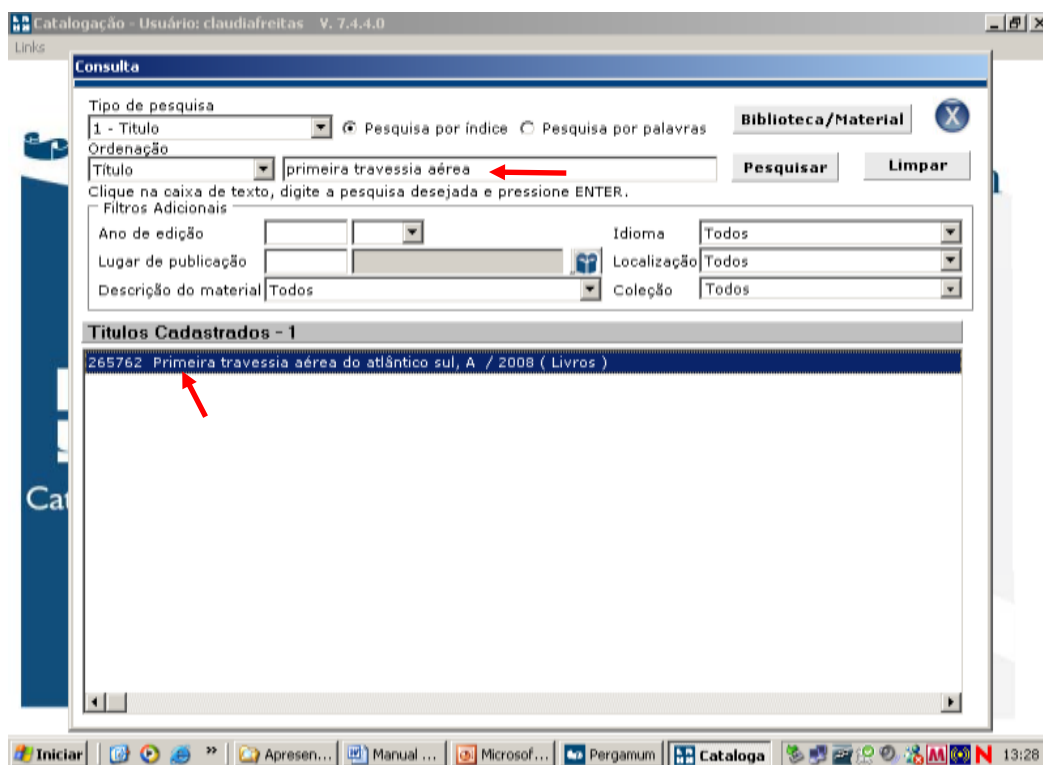 Catalogação - Usuário: claudiafreitas V. 7.4.4.0
Links
Consulta
Tipo de pesquisa
1 - Titulo
Pesquisa por índice
Pesquisa por palavras
Biblioteca/Material
X
Ordenação
Título
primeira travessia aérea
Pesquisar
Limpar
Clique na caixa de texto, digite a pesquisa desejada e pressione ENTER.
Filtros Adicionais
Ano de edição
Idioma
Todos
Lugar de publicação
Localização
Todos
Descrição do material
Todos
Coleção
Todos
Titulos Cadastrados - 1
265762 Primeira travessia aérea do atlântico sul, A / 2008 ( Livros )
Cat
Iniciar
»
Apresen...
Manual ...
Microsof...
Pergamum
Cataloga
M
N
13:28